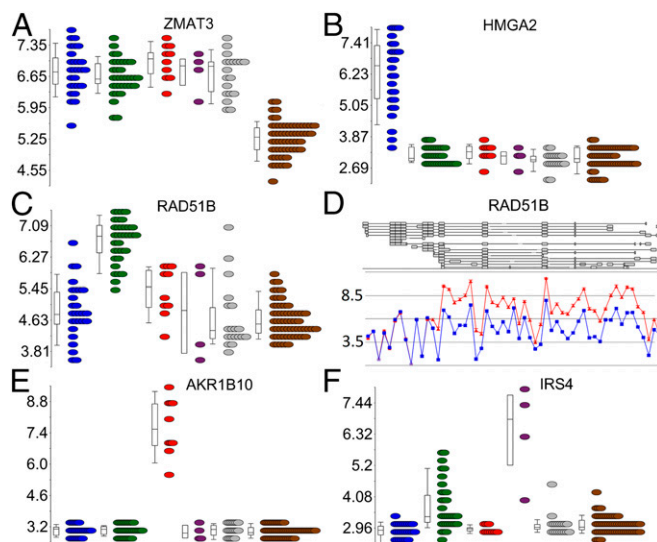 A
ZMAT3
7.35
6.65
5.95
5.25
4.55
B
HMGA2
7.41
6.23
5.05
3.87
2.69
C
RAD51B
7.09
6.27
5.45
4.63
3.81
D
RAD51B
8.5
3.5
E
AKR1B10
8.8
7.4
6.0
4.6
3.2
F
IRS4
7.44
6.32
5.2
4.08
2.96